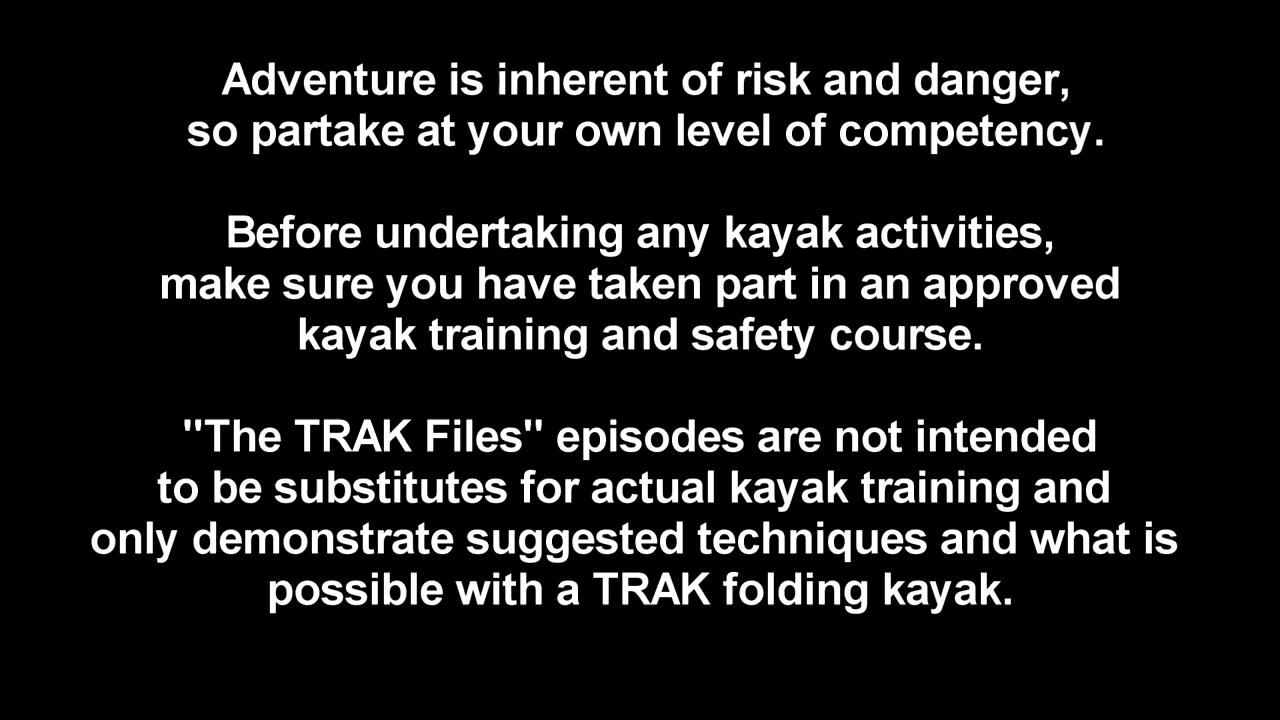 Adventure is inherent of risk and danger,
so partake at your own level of competency.
Before undertaking any kayak activities,
make sure you have taken part in an approved
kayak training and safety course.
"The TRAK Files" episodes are not intended
to be substitutes for actual kayak training and
only demonstrate suggested techniques and what is
possible with a TRAK folding kayak.